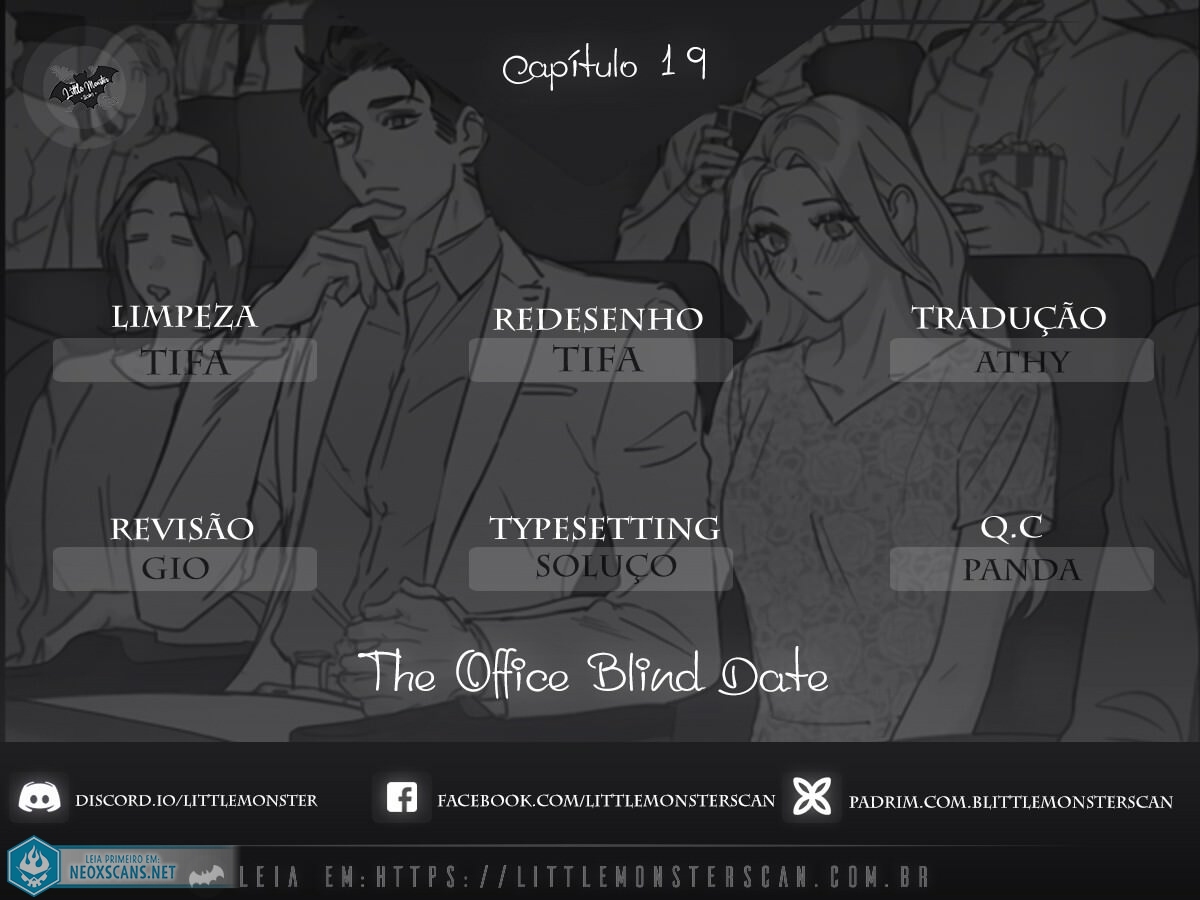 Capítulo 19
Little Monster
LIMPEZA
TIFA
REDESENHO
TIFA
TRADUÇÃO
ATHY
REVISÃO
GIO
TYPESETTING
SOLUÇO
Q.C
PANDA
The Office Blind Date
DISCORD.IO/LITTLEMONSTER
FACEBOOK.COM/LITTLEMONSTERSCAN
PADRIM.COM.BLITTLEMONSTERSCAN
LEIA PRIMEIRO EM:
NEOXSCANS.NET
LEIA EM:HTTPS://LITTLEMONSTERSCAN.COM.BR